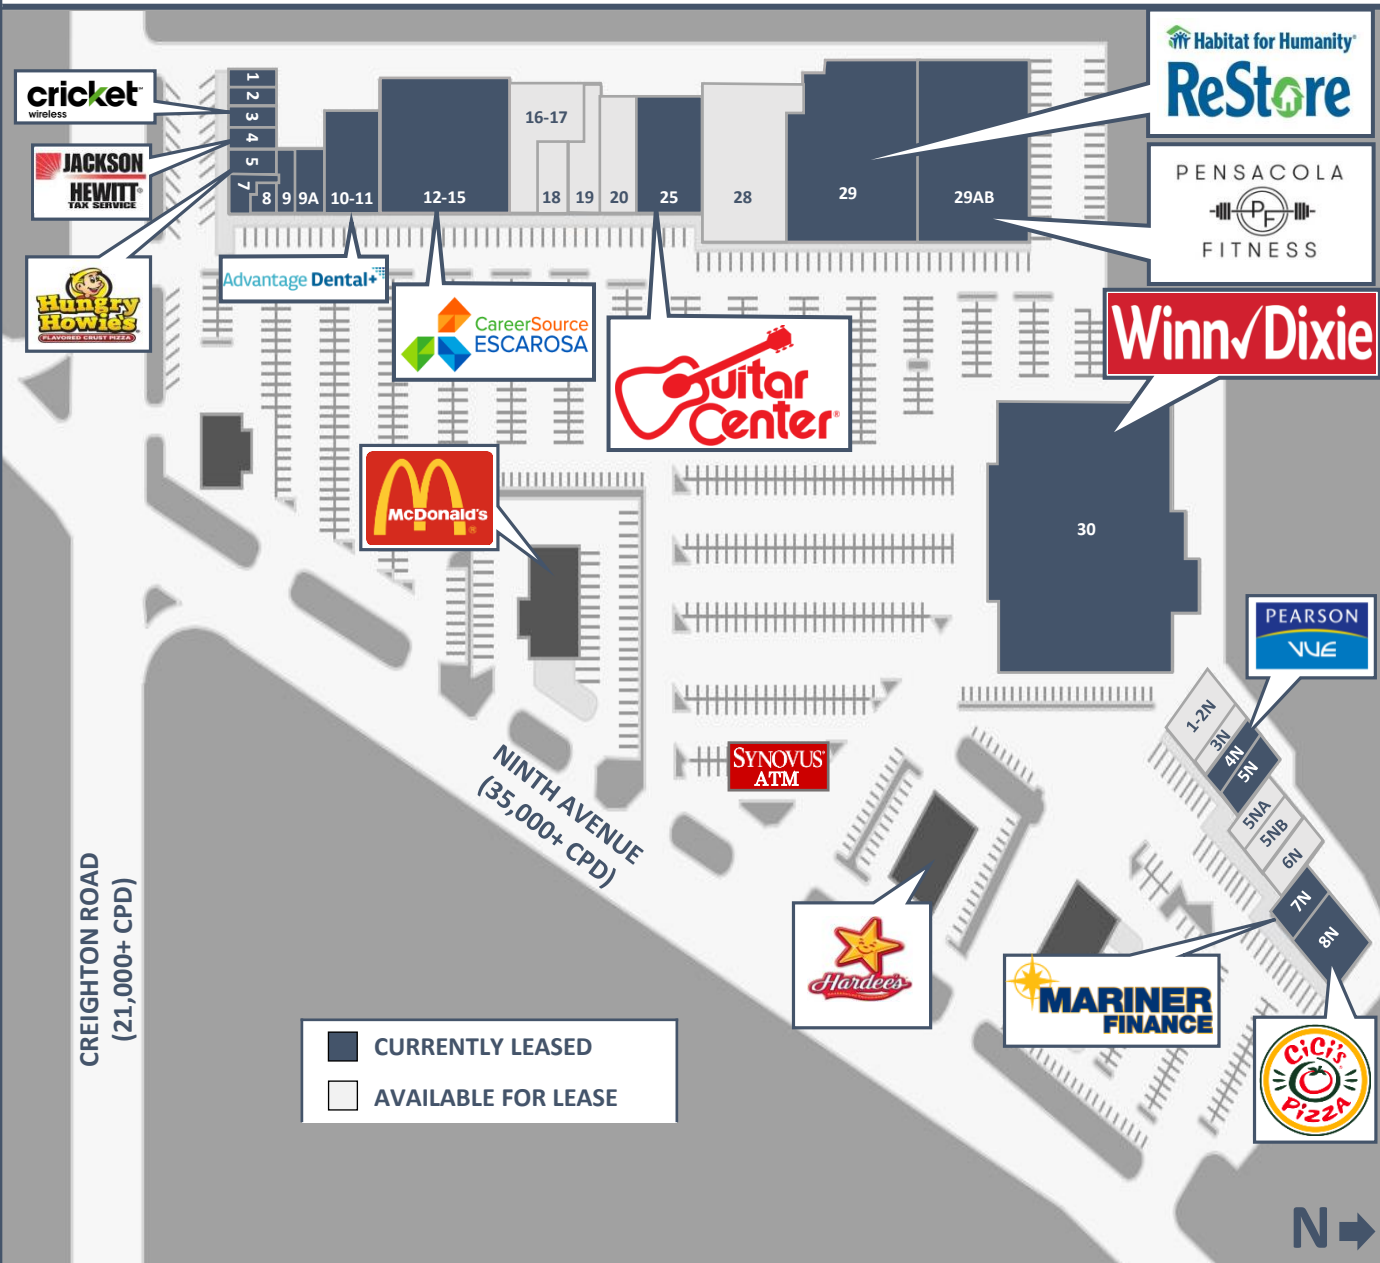 Habitat for Humanity®
ReStore
PENSACOLA
PF
FITNESS
cricket
wireless
JACKSON
HEWITT®
TAX SERVICE
Hungry
Howie's
FLAVORED CRUST PIZZA
1
2
3
4
5
7
8
9
9A
10-11
12-15
16-17
18
19
20
25
28
29
29AB
Advantage Dental+
CareerSource
ESCAROSA
Guitar
Center®
Winn✓Dixie
McDonald's
30
PEARSON
VUE
1-2N
3N
4N
5N
5NA
5NB
6N
7N
8N
SYNOVUS®
ATM
NINTH AVENUE
(35,000+ CPD)
CREIGHTON ROAD
(21,000+ CPD)
Hardee's
MARINER
FINANCE
CiCi's
Pizza
CURRENTLY LEASED
AVAILABLE FOR LEASE
N